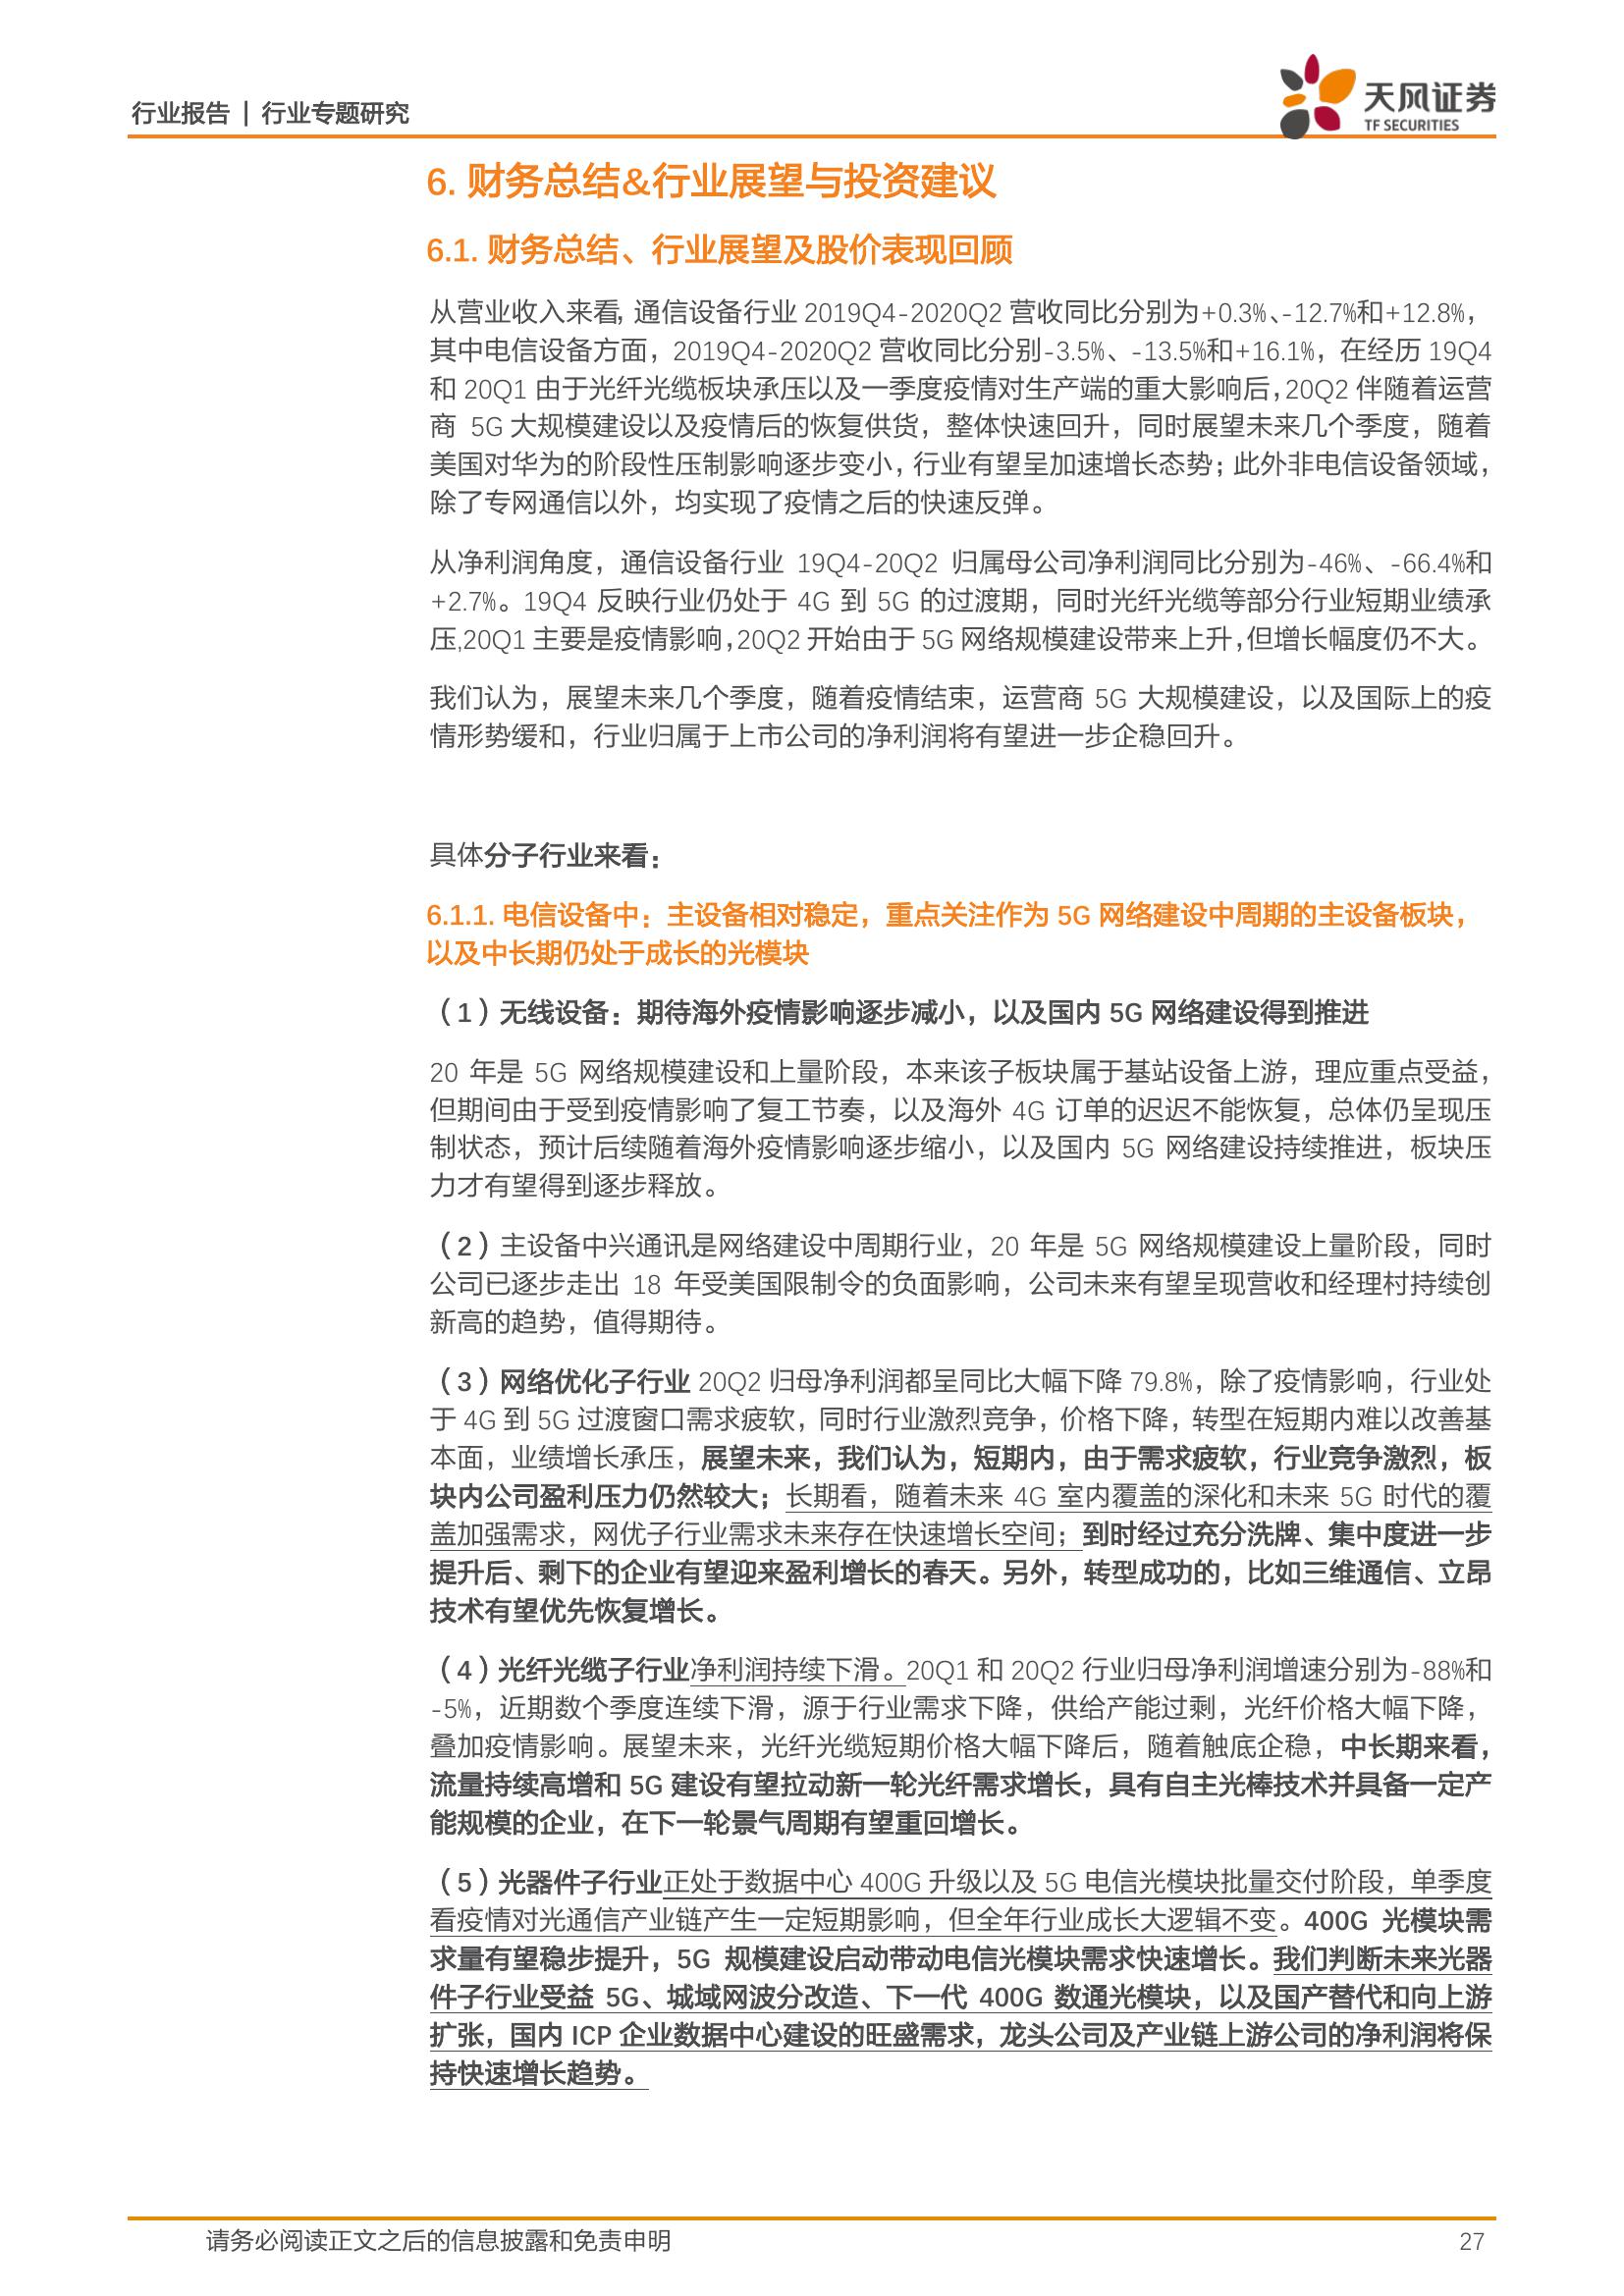 行业报告 | 行业专题研究
天风证券
TF SECURITIES
6. 财务总结&行业展望与投资建议
6.1. 财务总结、行业展望及股价表现回顾
从营业收入来看,通信设备行业 2019Q4-2020Q2 营收同比分别为+0.3%、-12.7%和+12.8%，
其中电信设备方面，2019Q4-2020Q2 营收同比分别-3.5%、-13.5%和+16.1%，在经历 19Q4
和 20Q1 由于光纤光缆板块承压以及一季度疫情对生产端的重大影响后，20Q2 伴随着运营
商 5G 大规模建设以及疫情后的恢复供货，整体快速回升，同时展望未来几个季度，随着
美国对华为的阶段性压制影响逐步变小，行业有望呈加速增长态势；此外非电信设备领域，
除了专网通信以外，均实现了疫情之后的快速反弹。
从净利润角度，通信设备行业 19Q4-20Q2 归属母公司净利润同比分别为-46%、-66.4%和
+2.7%。19Q4 反映行业仍处于 4G 到 5G 的过渡期，同时光纤光缆等部分行业短期业绩承
压,20Q1 主要是疫情影响，20Q2 开始由于 5G 网络规模建设带来上升，但增长幅度仍不大。
我们认为，展望未来几个季度，随着疫情结束，运营商 5G 大规模建设，以及国际上的疫
情形势缓和，行业归属于上市公司的净利润将有望进一步企稳回升。
具体分子行业来看：
6.1.1. 电信设备中：主设备相对稳定，重点关注作为 5G 网络建设中周期的主设备板块，
以及中长期仍处于成长的光模块
（1）无线设备：期待海外疫情影响逐步减小，以及国内 5G 网络建设得到推进
20 年是 5G 网络规模建设和上量阶段，本来该子板块属于基站设备上游，理应重点受益，
但期间由于受到疫情影响了复工节奏，以及海外 4G 订单的迟迟不能恢复，总体仍呈现压
制状态，预计后续随着海外疫情影响逐步缩小，以及国内 5G 网络建设持续推进，板块压
力才有望得到逐步释放。
（2）主设备中兴通讯是网络建设中周期行业，20 年是 5G 网络规模建设上量阶段，同时
公司已逐步走出 18 年受美国限制令的负面影响，公司未来有望呈现营收和经理村持续创
新高的趋势，值得期待。
（3）网络优化子行业 20Q2 归母净利润都呈同比大幅下降 79.8%，除了疫情影响，行业处
于 4G 到 5G 过渡窗口需求疲软，同时行业激烈竞争，价格下降，转型在短期内难以改善基
本面，业绩增长承压，展望未来，我们认为，短期内，由于需求疲软，行业竞争激烈，板
块内公司盈利压力仍然较大；长期看，随着未来 4G 室内覆盖的深化和未来 5G 时代的覆
盖加强需求，网优子行业需求未来存在快速增长空间；到时经过充分洗牌、集中度进一步
提升后、剩下的企业有望迎来盈利增长的春天。另外，转型成功的，比如三维通信、立昂
技术有望优先恢复增长。
（4）光纤光缆子行业净利润持续下滑。20Q1 和 20Q2 行业归母净利润增速分别为-88%和
-5%，近期数个季度连续下滑，源于行业需求下降，供给产能过剩，光纤价格大幅下降，
叠加疫情影响。展望未来，光纤光缆短期价格大幅下降后，随着触底企稳，中长期来看，
流量持续高增和 5G 建设有望拉动新一轮光纤需求增长，具有自主光棒技术并具备一定产
能规模的企业，在下一轮景气周期有望重回增长。
（5）光器件子行业正处于数据中心 400G 升级以及 5G 电信光模块批量交付阶段，单季度
看疫情对光通信产业链产生一定短期影响，但全年行业成长大逻辑不变。400G 光模块需
求量有望稳步提升，5G 规模建设启动带动电信光模块需求快速增长。我们判断未来光器
件子行业受益 5G、城域网波分改造、下一代 400G 数通光模块，以及国产替代和向上游
扩张，国内 ICP 企业数据中心建设的旺盛需求，龙头公司及产业链上游公司的净利润将保
持快速增长趋势。
请务必阅读正文之后的信息披露和免责申明
27